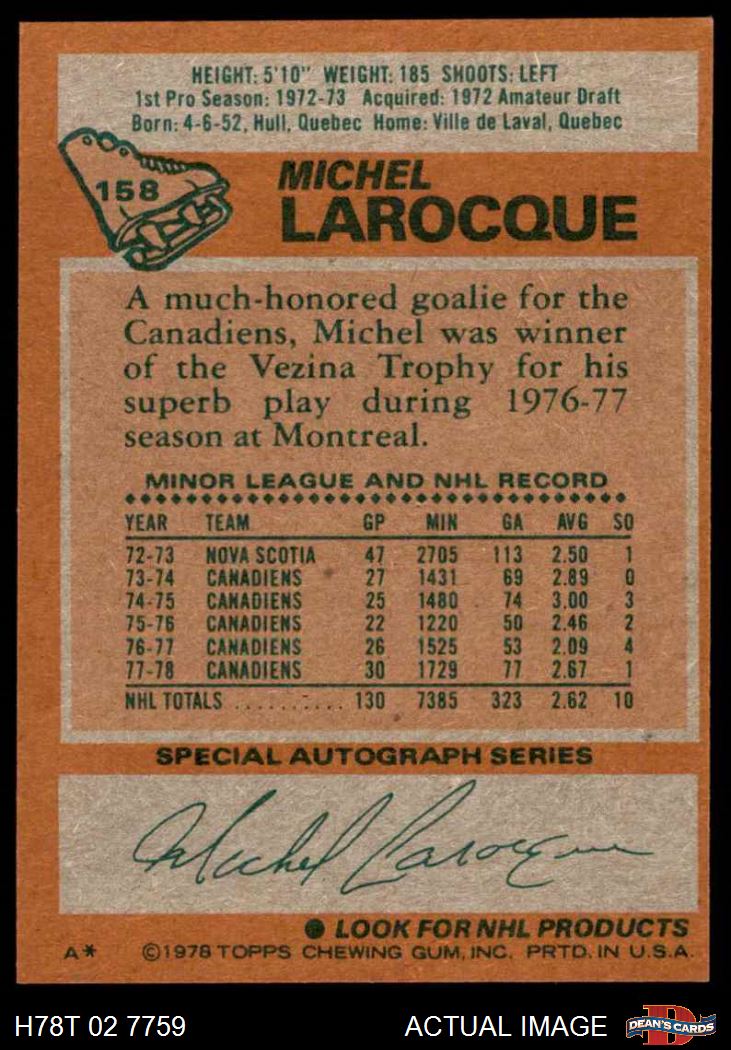 HEIGHT: 5'10" WEIGHT: 185 SHOOTS: LEFT
1st Pro Season: 1972-73 Acquired: 1972 Amateur Draft
Born: 4-6-52, Hull, Quebec Home: Ville de Laval, Quebec
158
MICHEL
LAROCQUE
A much-honored goalie for the
Canadiens, Michel was winner
of the Vezina Trophy for his
superb play during 1976-77
season at Montreal.
MINOR LEAGUE AND NHL RECORD
YEAR TEAM GP MIN GA AVG SO
72-73 NOVA SCOTIA 47 2705 113 2.50 1
73-74 CANADIENS 27 1431 69 2.89 0
74-75 CANADIENS 25 1480 74 3.00 3
75-76 CANADIENS 22 1220 50 2.46 2
76-77 CANADIENS 26 1525 53 2.09 4
77-78 CANADIENS 30 1729 77 2.67 1
NHL TOTALS .......... 130 7385 323 2.62 10
SPECIAL AUTOGRAPH SERIES
Michel Larocque
● LOOK FOR NHL PRODUCTS
A* ©1978 TOPPS CHEWING GUM, INC. PRTD. IN U.S.A.
H78T 02 7759 ACTUAL IMAGE D DEAN'S CARDS